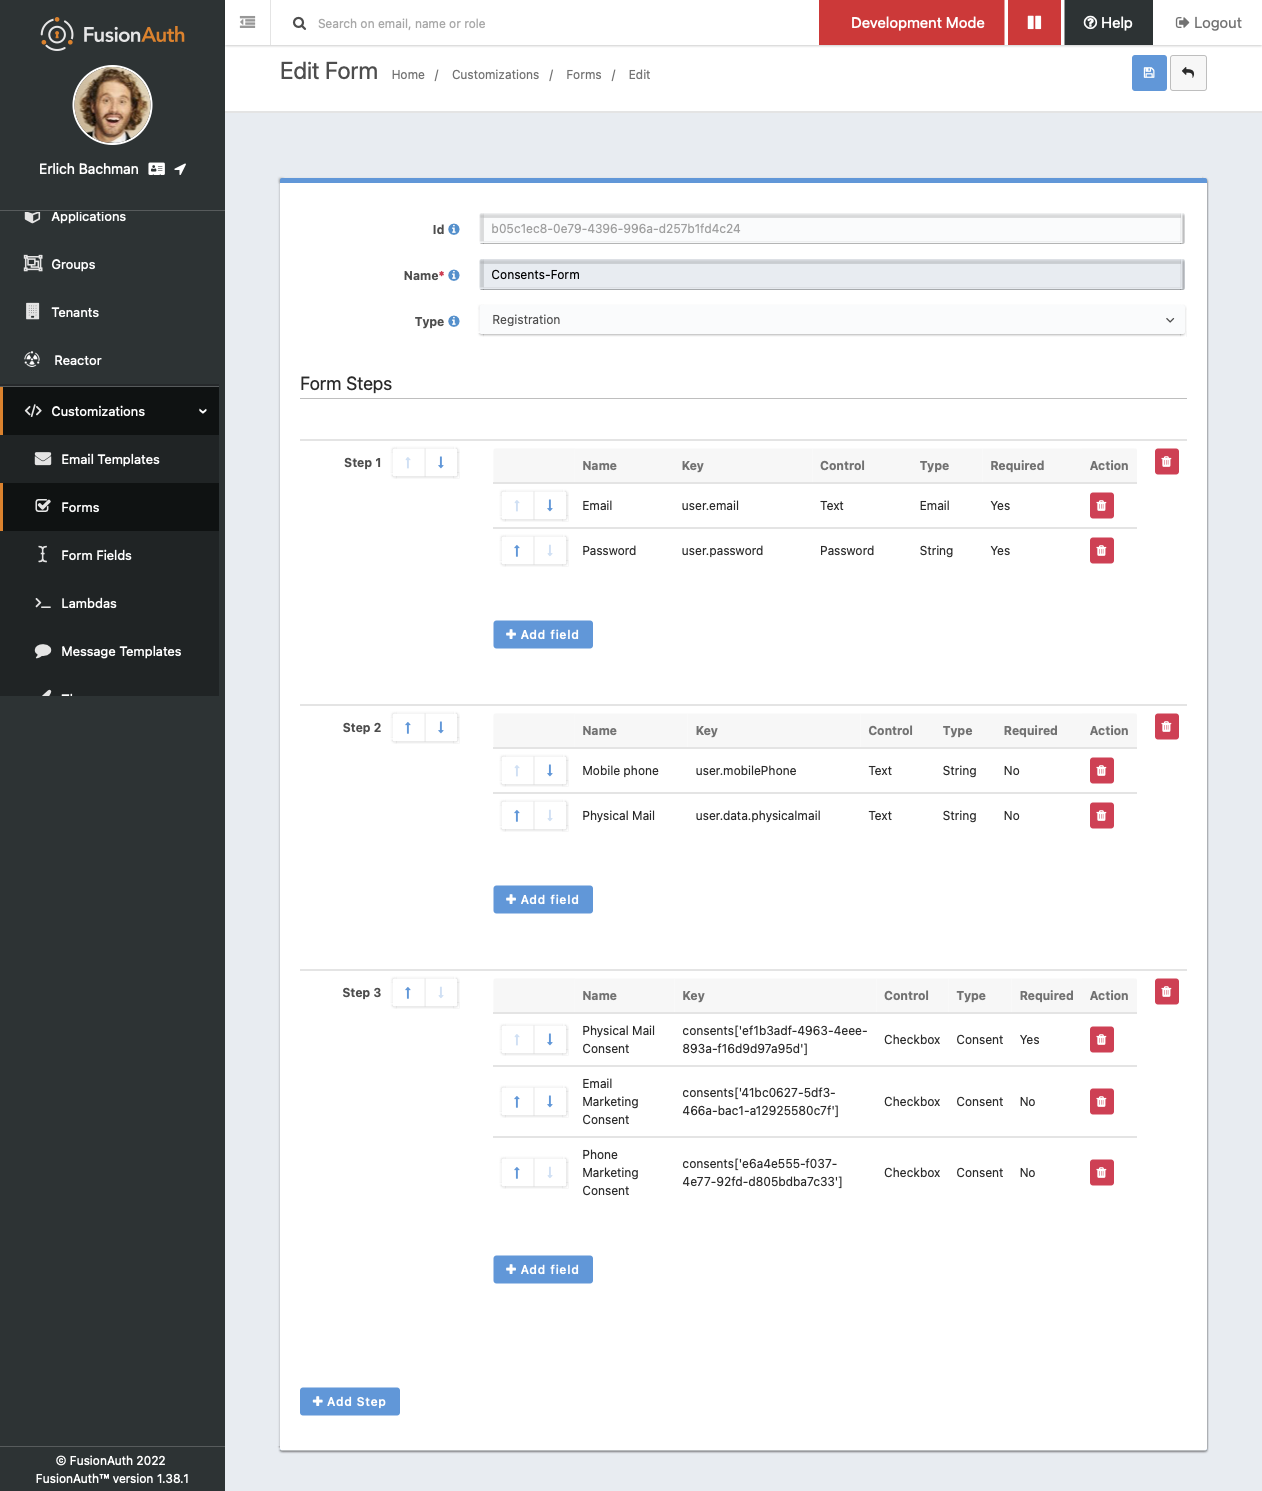 FusionAuth
Search on email, name or role
Development Mode
Help
Logout
Edit Form
Home / Customizations / Forms / Edit
Erlich Bachman
Applications
Groups
Tenants
Reactor
Customizations
Email Templates
Forms
Form Fields
Lambdas
Message Templates
Id
b05c1ec8-0e79-4396-996a-d257b1fd4c24
Name*
Consents-Form
Type
Registration
Form Steps
Step 1
Name Key Control Type Required Action
Email user.email Text Email Yes
Password user.password Password String Yes
Add field
Step 2
Name Key Control Type Required Action
Mobile phone user.mobilePhone Text String No
Physical Mail user.data.physicalmail Text String No
Add field
Step 3
Name Key Control Type Required Action
Physical Mail Consent consents['ef1b3adf-4963-4eee-893a-f16d9d97a95d'] Checkbox Consent Yes
Email Marketing Consent consents['41bc0627-5df3-466a-bac1-a12925580c7f'] Checkbox Consent No
Phone Marketing Consent consents['e6a4e555-f037-4e77-92fd-d805bdba7c33'] Checkbox Consent No
Add field
Add Step
© FusionAuth 2022
FusionAuth™ version 1.38.1